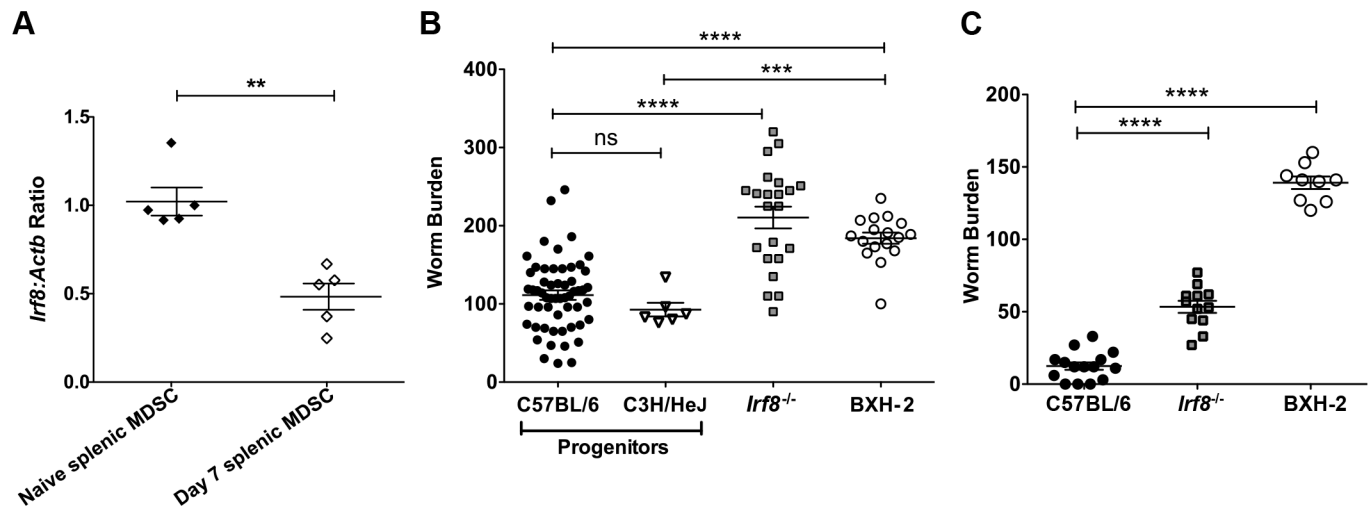 A
B
C
**
Irf8:Actb Ratio
1.5
1.0
0.5
0.0
Naive splenic MDSC
Day 7 splenic MDSC
****
***
****
ns
Worm Burden
400
300
200
100
0
C57BL/6
C3H/HeJ
Irf8-/-
BXH-2
Progenitors
****
****
Worm Burden
200
150
100
50
0
C57BL/6
Irf8-/-
BXH-2